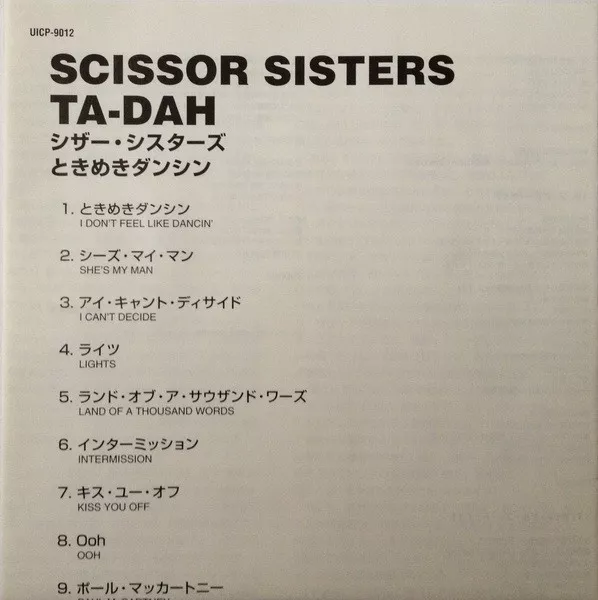 UICP-9012
SCISSOR SISTERS
TA-DAH
シザー・シスターズ
ときめきダンシン
1. ときめきダンシン
I DON'T FEEL LIKE DANCIN'
2. シーズ・マイ・マン
SHE'S MY MAN
3. アイ・キャント・ディサイド
I CAN'T DECIDE
4. ライツ
LIGHTS
5. ランド・オブ・ア・サウザンド・ワーズ
LAND OF A THOUSAND WORDS
6. インターミッション
INTERMISSION
7. キス・ユー・オフ
KISS YOU OFF
8. Ooh
OOH
9. ポール・マッカートニー